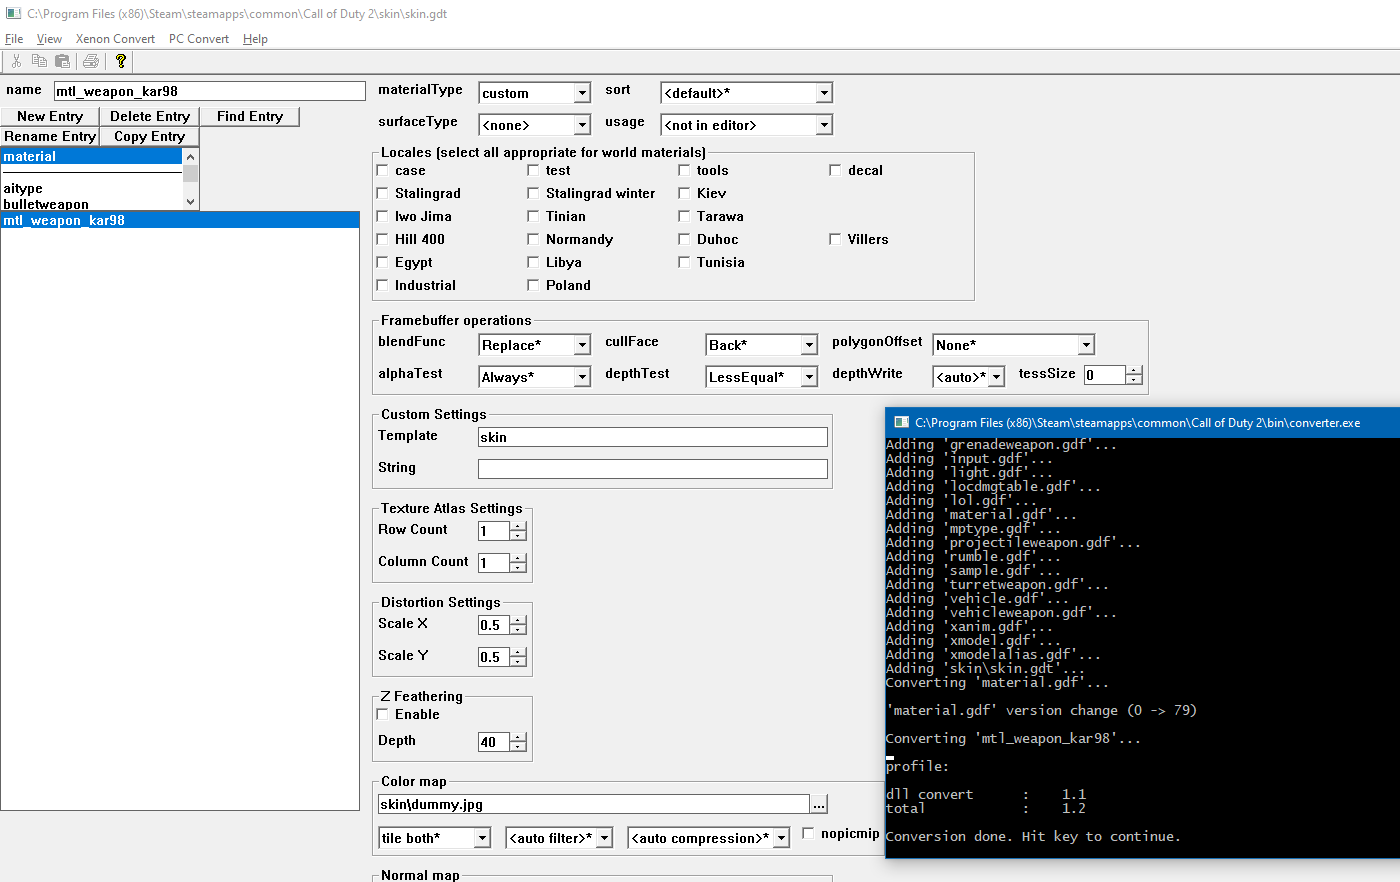 C:\Program Files (x86)\Steam\steamapps\common\Call of Duty 2\skin\skin.gdt
File View Xenon Convert PC Convert Help
name mtl_weapon_kar98
New Entry Delete Entry Find Entry
Rename Entry Copy Entry
material
aitype
bulletweapon
mtl_weapon_kar98
materialType custom sort <default>*
surfaceType <none> usage <not in editor>
Locales (select all appropriate for world materials)
case test tools decal
Stalingrad Stalingrad winter Kiev
Iwo Jima Tinian Tarawa
Hill 400 Normandy Duhoc Villers
Egypt Libya Tunisia
Industrial Poland
Framebuffer operations
blendFunc Replace* cullFace Back* polygonOffset None*
alphaTest Always* depthTest LessEqual* depthWrite <auto>* tessSize 0
Custom Settings
Template skin
String
Texture Atlas Settings
Row Count 1
Column Count 1
Distortion Settings
Scale X 0.5
Scale Y 0.5
Z Feathering
Enable
Depth 40
Color map
skin\dummy.jpg ...
tile both* <auto filter>* <auto compression>* nopicmip
Normal map
C:\Program Files (x86)\Steam\steamapps\common\Call of Duty 2\bin\converter.exe
Adding 'grenadeweapon.gdf'...
Adding 'input.gdf'...
Adding 'light.gdf'...
Adding 'locdmgtable.gdf'...
Adding 'lol.gdf'...
Adding 'material.gdf'...
Adding 'mptype.gdf'...
Adding 'projectileweapon.gdf'...
Adding 'rumble.gdf'...
Adding 'sample.gdf'...
Adding 'turretweapon.gdf'...
Adding 'vehicle.gdf'...
Adding 'vehicleweapon.gdf'...
Adding 'xanim.gdf'...
Adding 'xmodel.gdf'...
Adding 'xmodelalias.gdf'...
Adding 'skin\skin.gdt'...
Converting 'material.gdf'...
'material.gdf' version change (0 -> 79)
Converting 'mtl_weapon_kar98'...
profile:
dll convert : 1.1
total : 1.2
Conversion done. Hit key to continue.